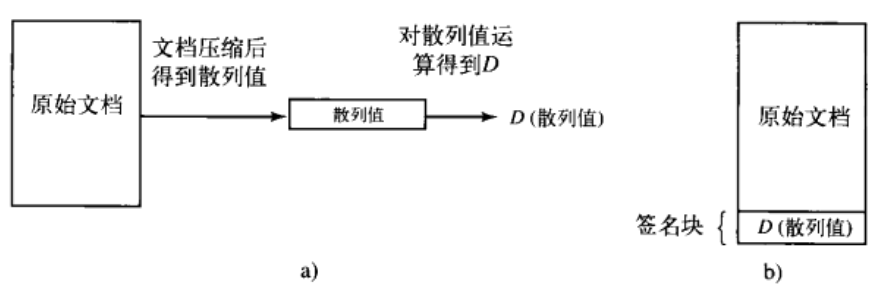 原始文档
文档压缩后
得到散列值
散列值
对散列值运
算得到D
D (散列值)
a)
原始文档
签名块
D (散列值)
b)